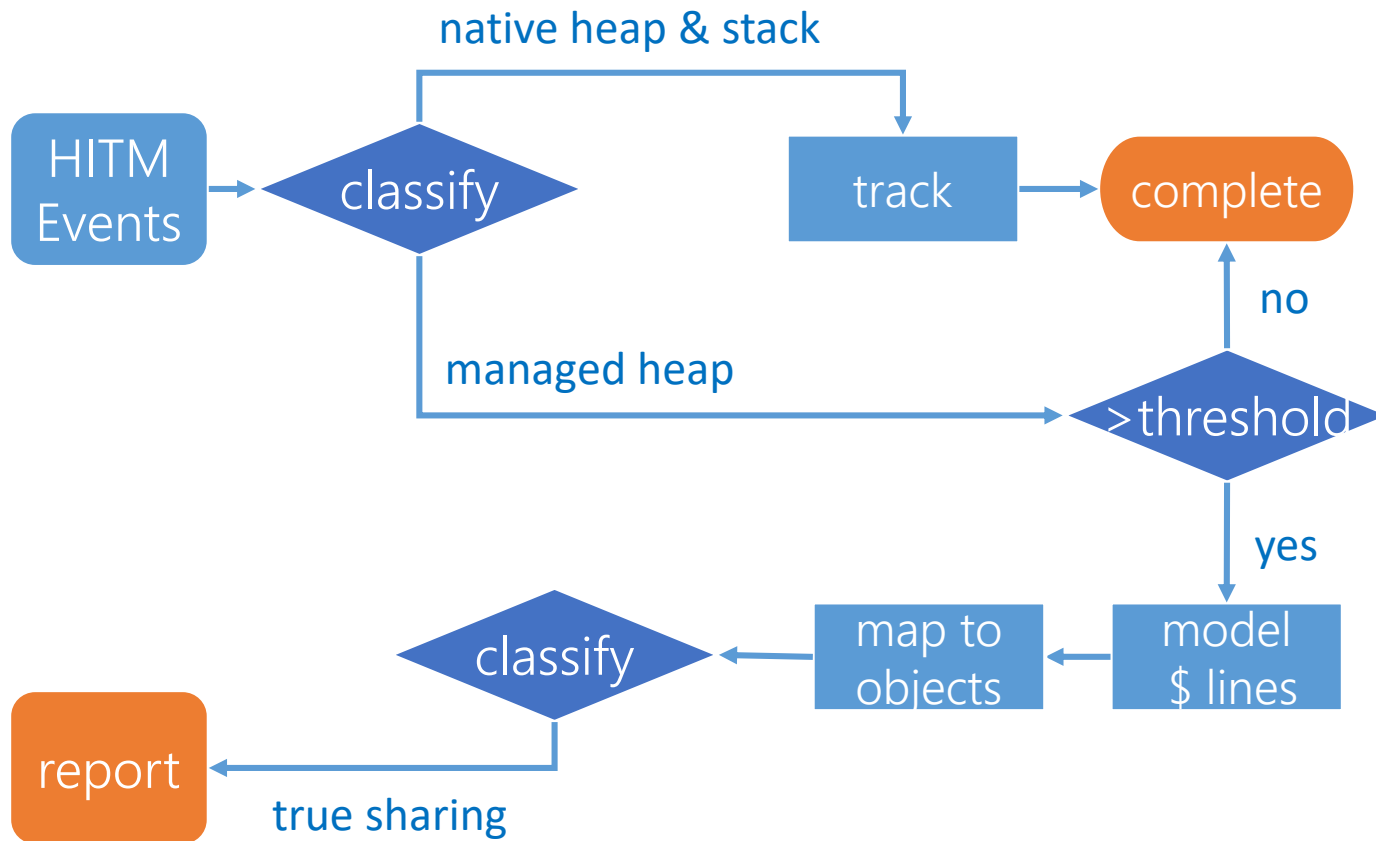 native heap & stack
HITM
Events
classify
track
complete
no
managed heap
>threshold
yes
classify
map to
objects
model
$ lines
report
true sharing